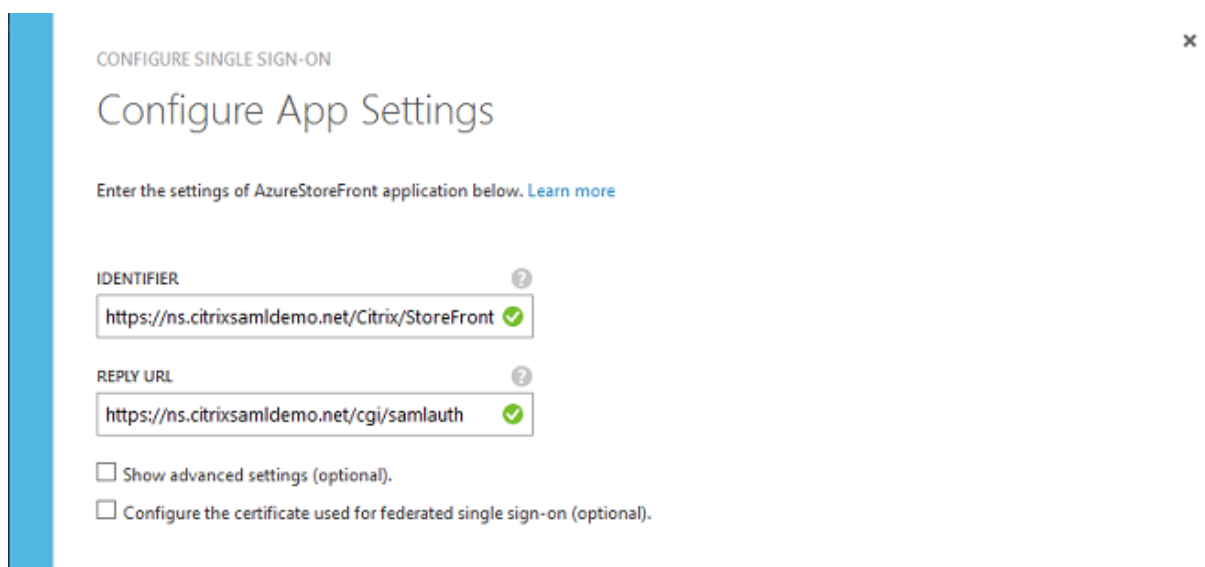 CONFIGURE SINGLE SIGN-ON
Configure App Settings
Enter the settings of AzureStoreFront application below. Learn more
IDENTIFIER
https://ns.citrixsamldemo.net/Citrix/StoreFront
REPLY URL
https://ns.citrixsamldemo.net/cgi/samlauth
Show advanced settings (optional).
Configure the certificate used for federated single sign-on (optional).